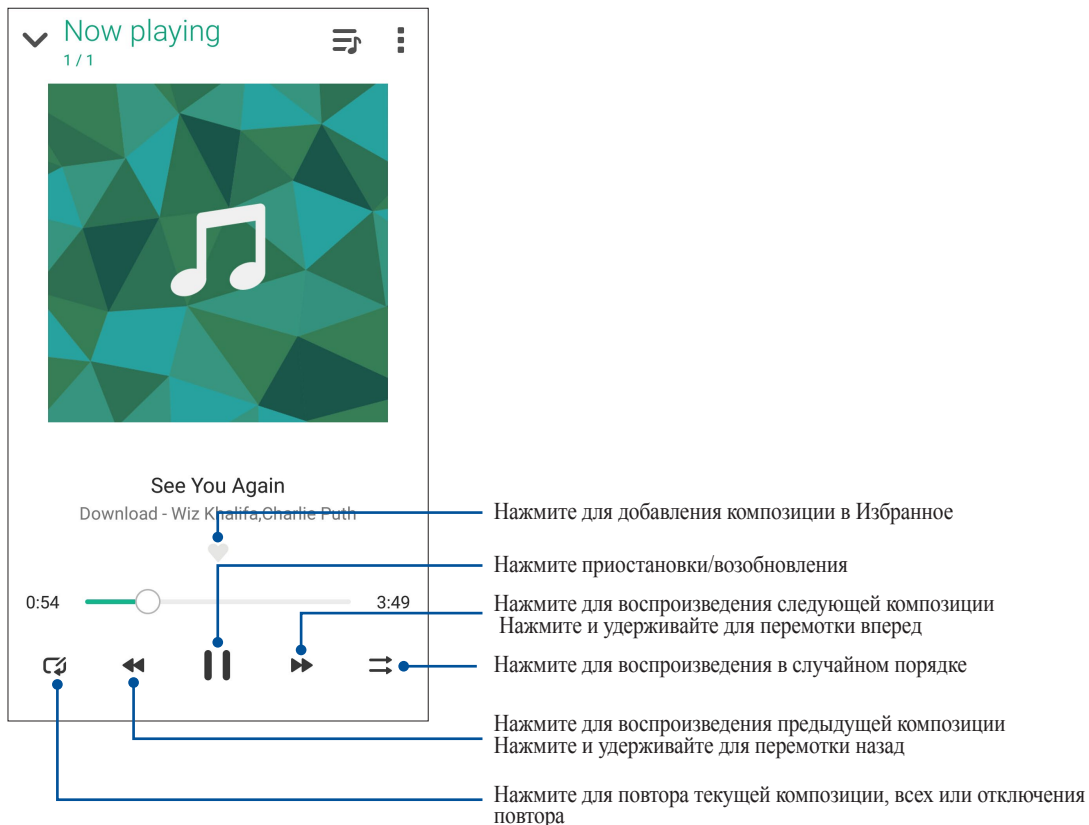 Now playing
1 / 1
See You Again
Download - Wiz Khalifa,Charlie Puth
Нажмите для добавления композиции в Избранное
Нажмите приостановки/возобновления
0:54
3:49
Нажмите для воспроизведения следующей композиции
Нажмите и удерживайте для перемотки вперед
Нажмите для воспроизведения в случайном порядке
Нажмите для воспроизведения предыдущей композиции
Нажмите и удерживайте для перемотки назад
Нажмите для повтора текущей композиции, всех или отключения
повтора